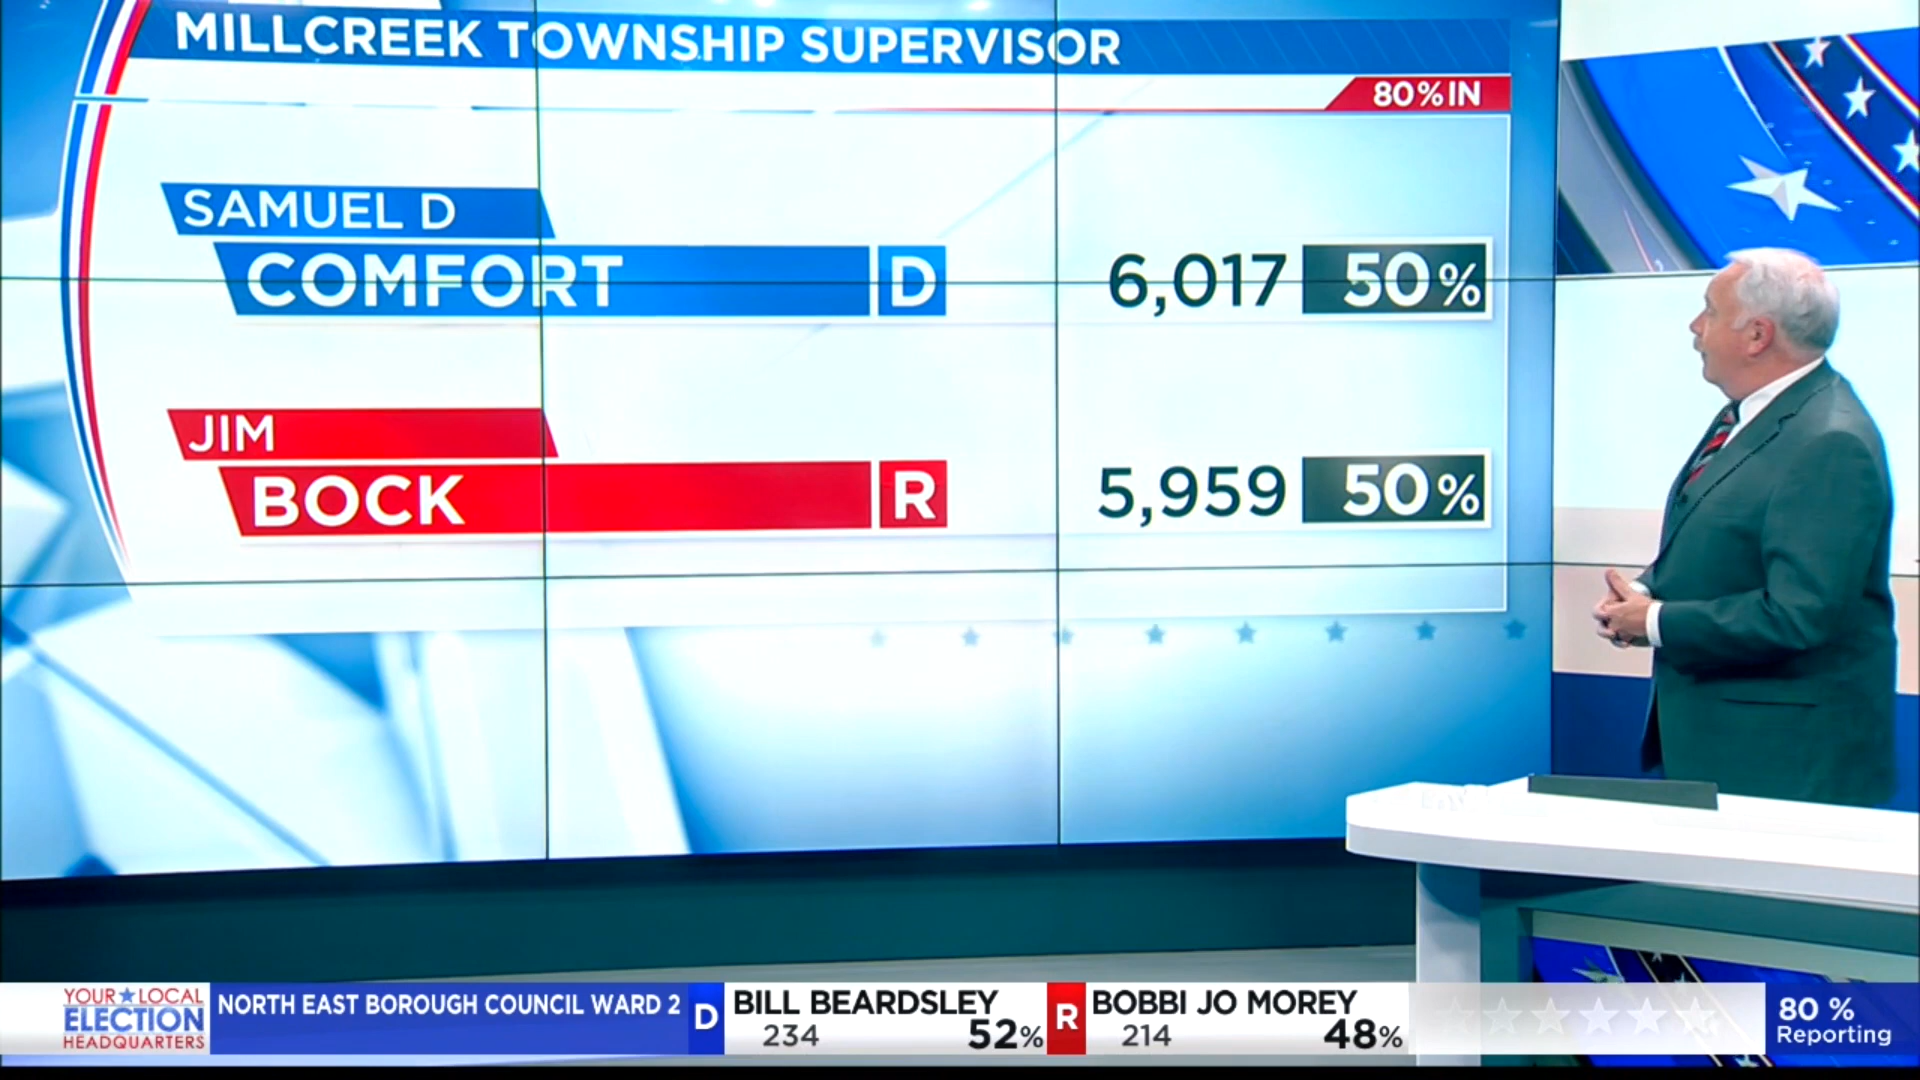 MILLCREEK TOWNSHIP SUPERVISOR
80% IN
SAMUEL D
COMFORT D 6,017 50%
JIM
BOCK R 5,959 50%
YOUR LOCAL
ELECTION
HEADQUARTERS
NORTH EAST BOROUGH COUNCIL WARD 2
D BILL BEARDSLEY
234 52%
R BOBBI JO MOREY
214 48%
80 %
Reporting